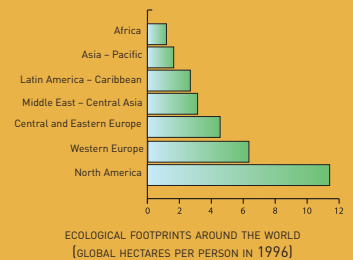 Africa
Asia – Pacific
Latin America – Caribbean
Middle East – Central Asia
Central and Eastern Europe
Western Europe
North America
0 2 4 6 8 10 12
ECOLOGICAL FOOTPRINTS AROUND THE WORLD
(GLOBAL HECTARES PER PERSON IN 1996)